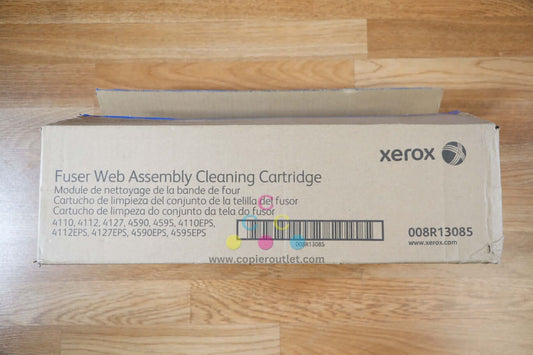 xerox
Fuser Web Assembly Cleaning Cartridge
Module de nettoyage de la bande de four
Cartucho de limpieza del conjunto de la telilla del fusor
Cartucho de limpeza do conjunto da tela do fusor
4110, 4112, 4127, 4590, 4595, 4110EPS,
4112EPS, 4127EPS, 4590EPS, 4595EPS
008R13085
008R13085
www.xerox.com
www.copieroutlet.com